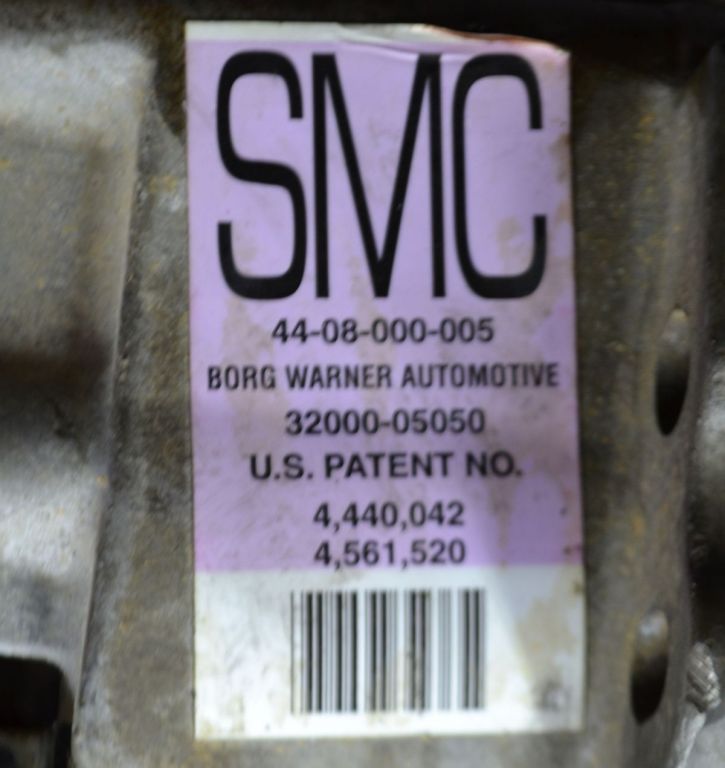 SMC
44-08-000-005
BORG WARNER AUTOMOTIVE
32000-05050
U.S. PATENT NO.
4,440,042
4,561,520